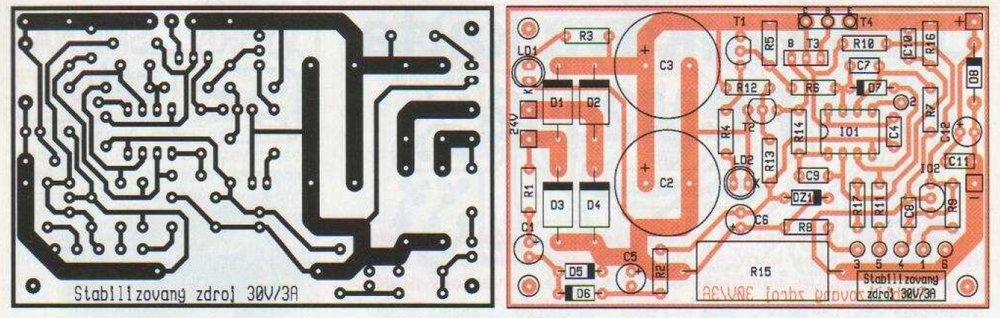 Stabilizovaný zdroj 30V/3A
LD1
R3
C3
T1
R5
C
B
E
T4
R10
C10
R16
+
B
T3
C7
D8
K
D1
D2
R12
R6
D7
R7
24V
R4
T2
R14
IO1
C4
C12
R13
LD2
K
C9
C11
IO2
R1
D3
D4
C2
DZ1
R17
R11
C8
R9
C1
C6
R8
C5
D5
D6
R2
R15
3
5
4
1
6
Stabilizovaný
zdroj 30V/3A